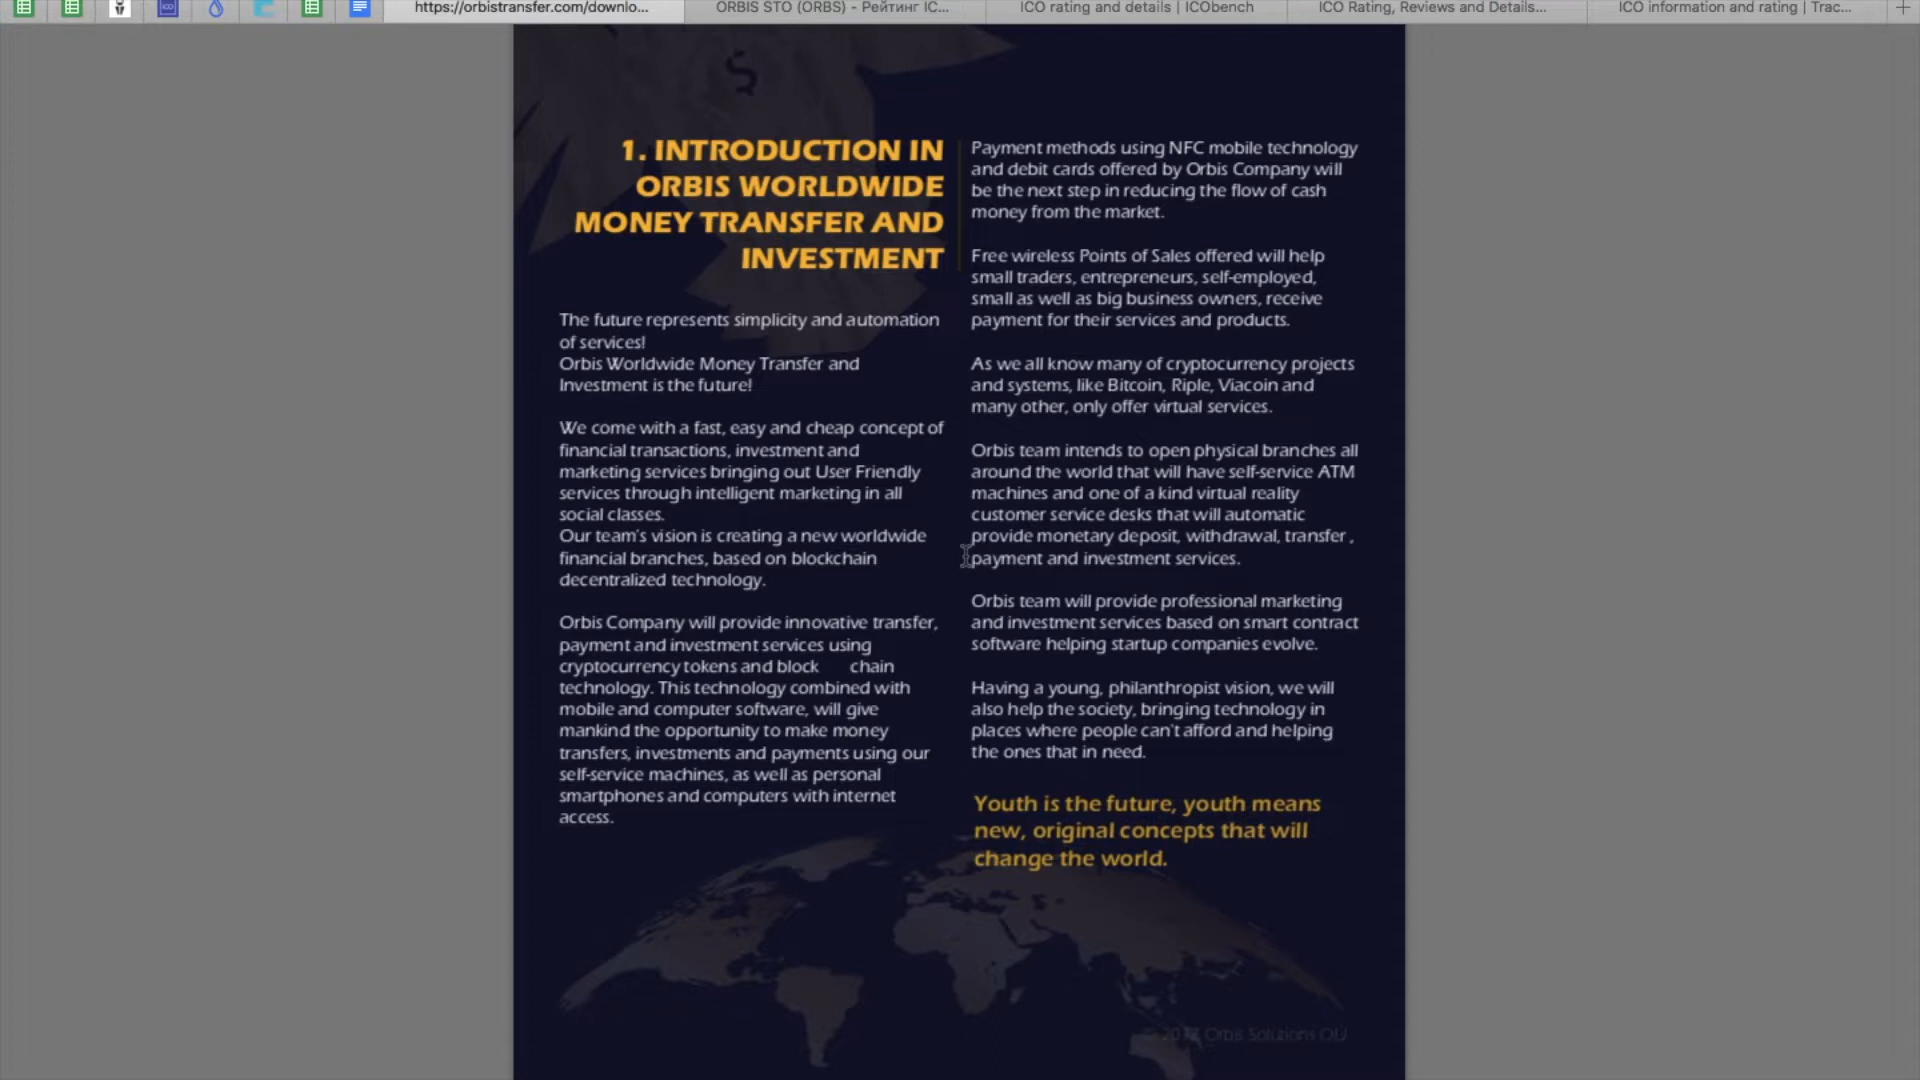 https://orbistransfer.com/downlo...
ORBIS STO (ORBS) - Рейтинг IC...
ICO rating and details | ICObench
ICO Rating, Reviews and Details...
ICO information and rating | Trac...
1. INTRODUCTION IN
ORBIS WORLDWIDE
MONEY TRANSFER AND
INVESTMENT
The future represents simplicity and automation
of services!
Orbis Worldwide Money Transfer and
Investment is the future!
We come with a fast, easy and cheap concept of
financial transactions, investment and
marketing services bringing out User Friendly
services through intelligent marketing in all
social classes.
Our team's vision is creating a new worldwide
financial branches, based on blockchain
decentralized technology.
Orbis Company will provide innovative transfer,
payment and investment services using
cryptocurrency tokens and block chain
technology. This technology combined with
mobile and computer software, will give
mankind the opportunity to make money
transfers, investments and payments using our
self-service machines, as well as personal
smartphones and computers with internet
access.
Payment methods using NFC mobile technology
and debit cards offered by Orbis Company will
be the next step in reducing the flow of cash
money from the market.
Free wireless Points of Sales offered will help
small traders, entrepreneurs, self-employed,
small as well as big business owners, receive
payment for their services and products.
As we all know many of cryptocurrency projects
and systems, like Bitcoin, Riple, Viacoin and
many other, only offer virtual services.
Orbis team intends to open physical branches all
around the world that will have self-service ATM
machines and one of a kind virtual reality
customer service desks that will automatic
provide monetary deposit, withdrawal, transfer ,
payment and investment services.
Orbis team will provide professional marketing
and investment services based on smart contract
software helping startup companies evolve.
Having a young, philanthropist vision, we will
also help the society, bringing technology in
places where people can't afford and helping
the ones that in need.
Youth is the future, youth means
new, original concepts that will
change the world.
© 2017 Orbis Solutions OU